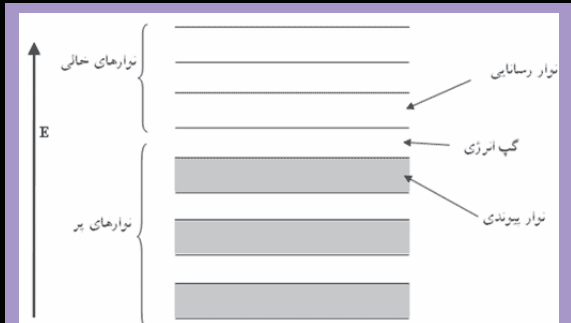 نوارهای خالی
نوار رسانایی
E
گپ انرژی
نوار پیوندی
نوارهای پر